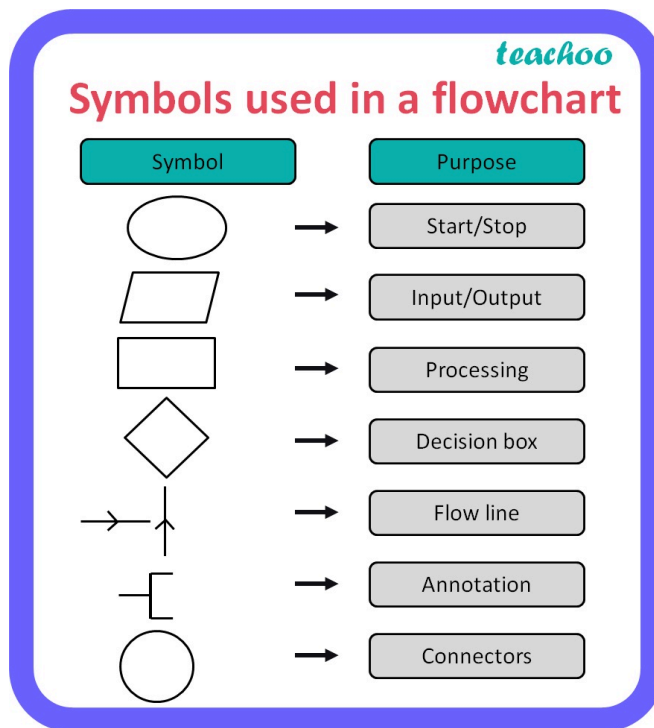 teachoo
Symbols used in a flowchart
Symbol
Purpose
Start/Stop
Input/Output
Processing
Decision box
Flow line
Annotation
Connectors